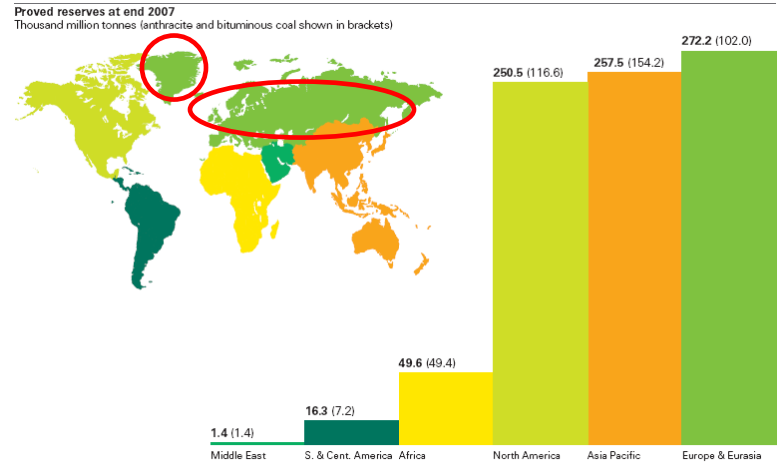 Proved reserves at end 2007
Thousand million tonnes (anthracite and bituminous coal shown in brackets)
272.2 (102.0)
257.5 (154.2)
250.5 (116.6)
49.6 (49.4)
16.3 (7.2)
1.4 (1.4)
Middle East S. & Cent. America Africa North America Asia Pacific Europe & Eurasia